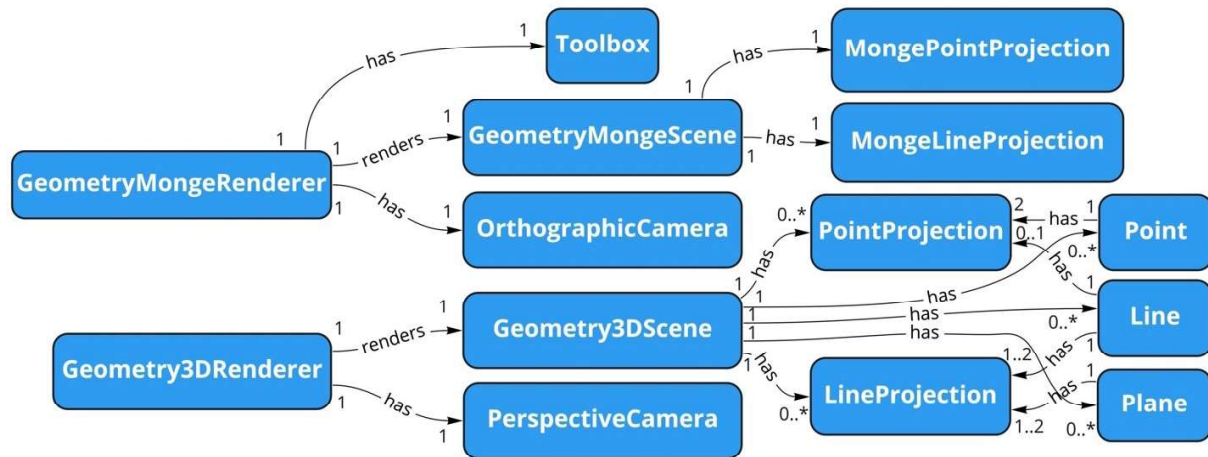 1
has
1
Toolbox
1
has
1
MongePointProjection
1
renders
1
GeometryMongeScene
1
has
1
MongeLineProjection
GeometryMongeRenderer
1
has
1
OrthographicCamera
0..*
PointProjection
2
has
1
Point
0..1
0..*
has
1
has
1
has
1
Line
0..*
1
renders
1
Geometry3DScene
1
has
1
has
1
has
1
Geometry3DRenderer
1
has
1
PerspectiveCamera
has
0..*
LineProjection
1..2
has
1
1..2
Plane
0..*